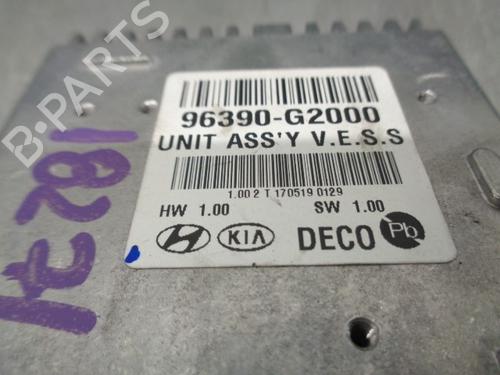 96390-G2000
UNIT ASS'Y V.E.S.S
1.00 2 T 170519 0129
HW 1.00 SW 1.00
KIA DECO Pb
B-PARTS